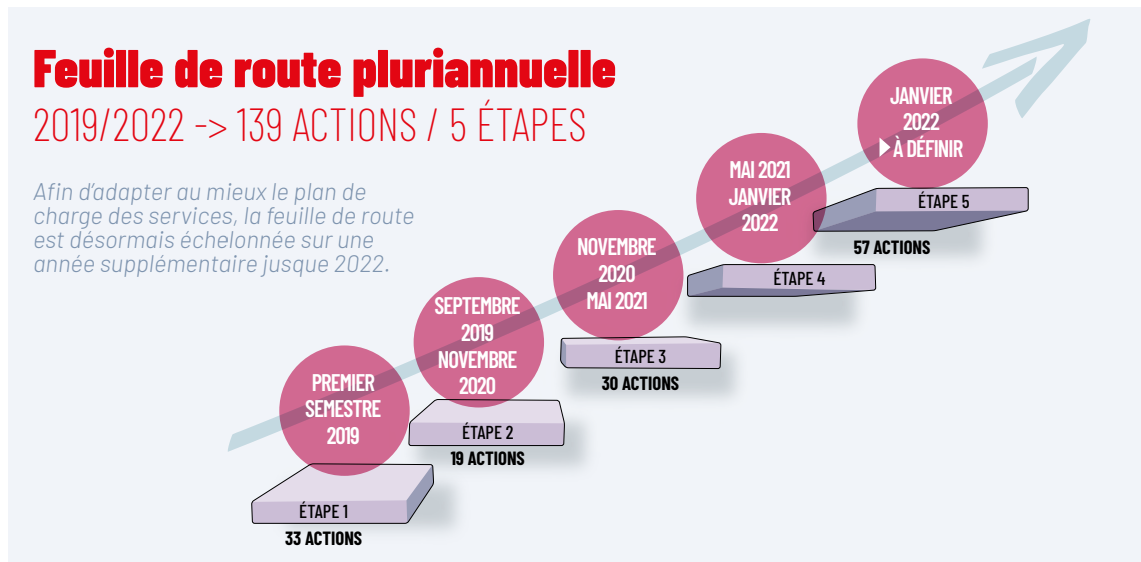 Feuille de route pluriannuelle
2019/2022 -> 139 ACTIONS / 5 ÉTAPES
Afin d'adapter au mieux le plan de
charge des services, la feuille de route
est désormais échelonnée sur une
année supplémentaire jusque 2022.
PREMIER
SEMESTRE
2019
ÉTAPE 1
33 ACTIONS
SEPTEMBRE
2019
NOVEMBRE
2020
ÉTAPE 2
19 ACTIONS
NOVEMBRE
2020
MAI 2021
ÉTAPE 3
30 ACTIONS
MAI 2021
JANVIER
2022
ÉTAPE 4
JANVIER
2022
À DÉFINIR
ÉTAPE 5
57 ACTIONS